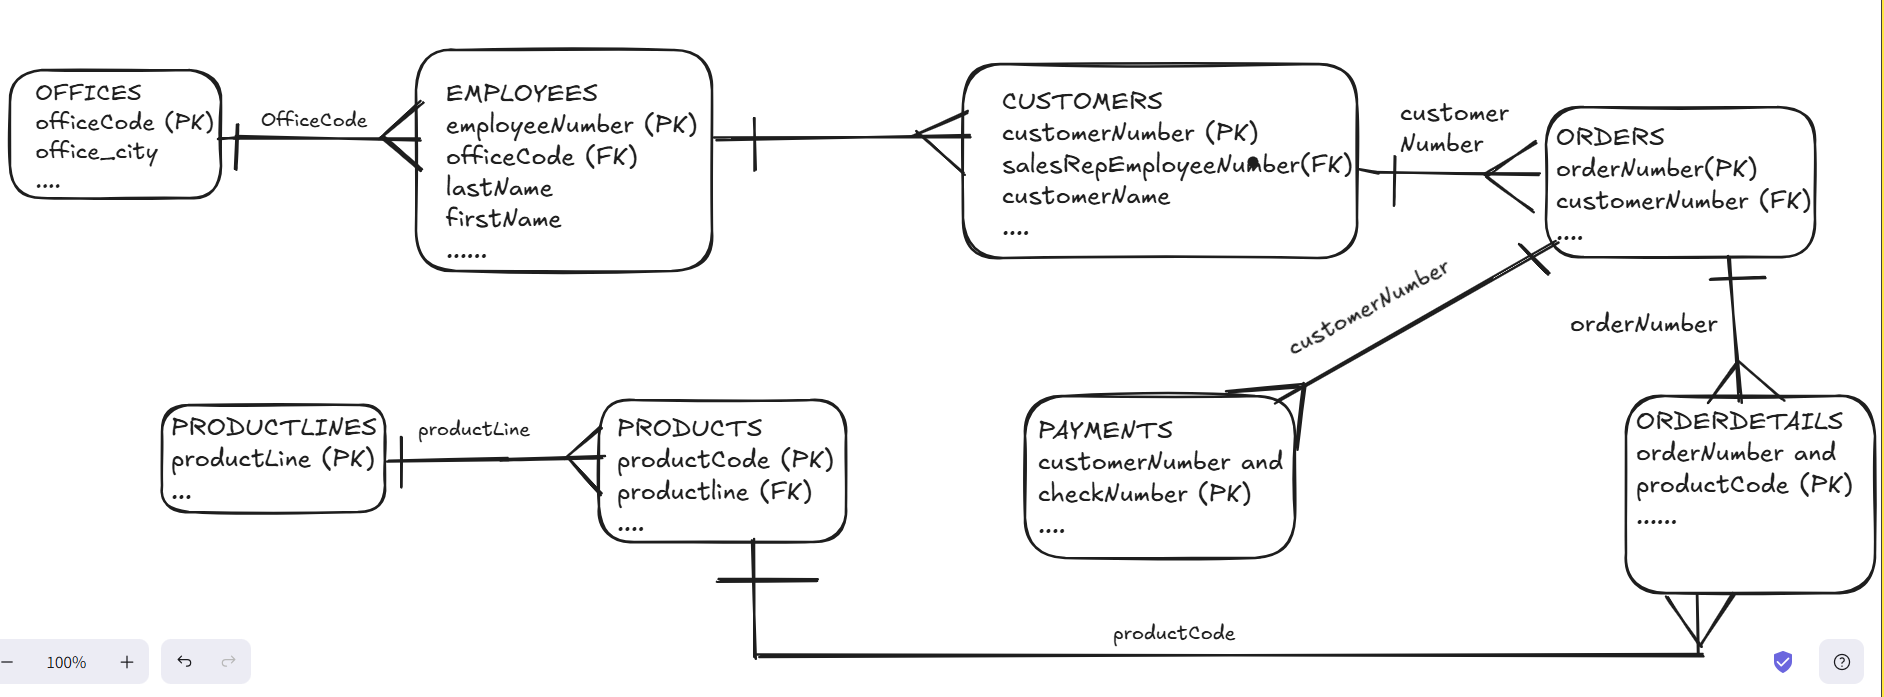 OFFICES
officeCode (PK)
office_city
....
OfficeCode
EMPLOYEES
employeeNumber (PK)
officeCode (FK)
lastName
firstName
......
CUSTOMERS
customerNumber (PK)
salesRepEmployeeNumber(FK)
customerName
....
customer
Number
ORDERS
orderNumber(PK)
customerNumber (FK)
....
customerNumber
orderNumber
PRODUCTLINES
productLine (PK)
...
productLine
PRODUCTS
productCode (PK)
productline (FK)
....
PAYMENTS
customerNumber and
checkNumber (PK)
....
ORDERDETAILS
orderNumber and
productCode (PK)
......
productCode
100%